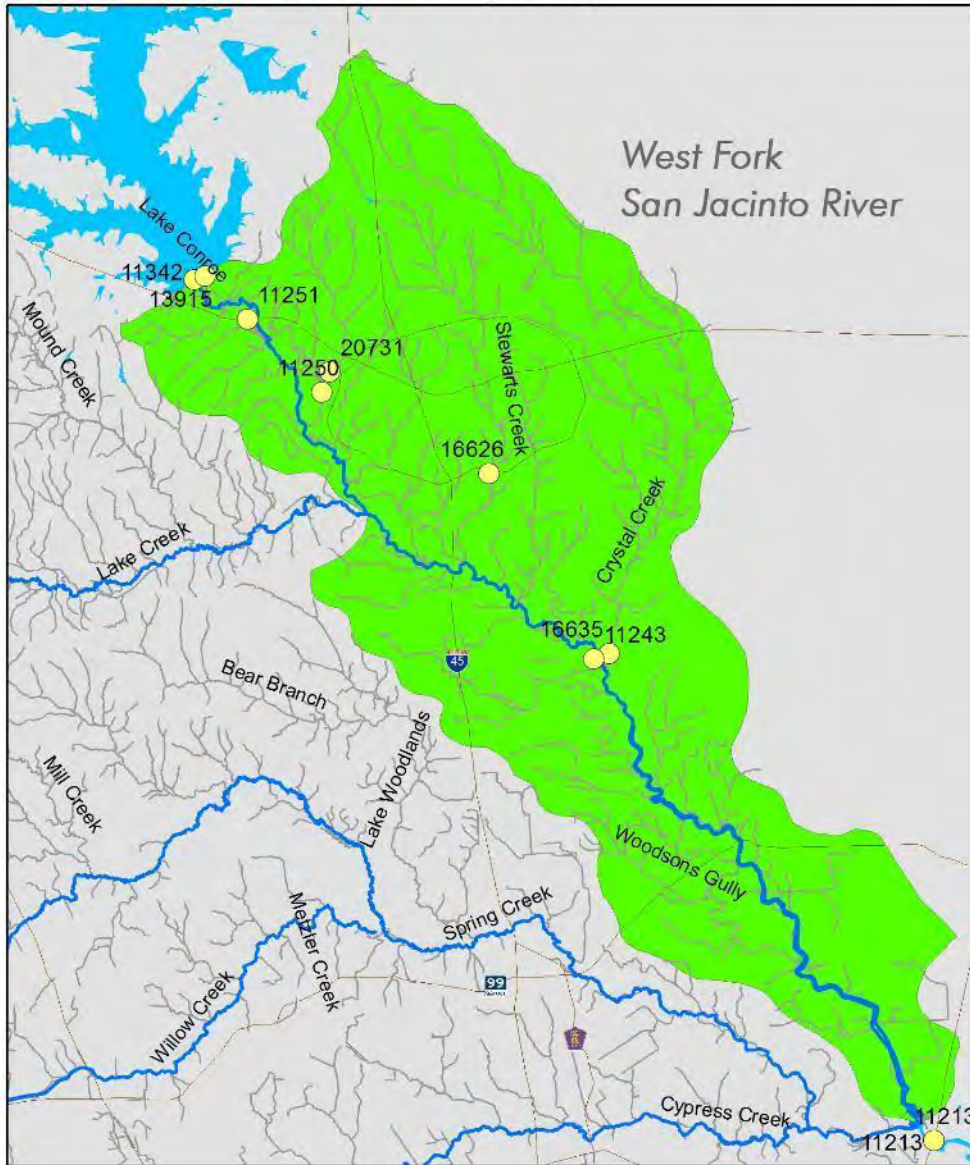 West Fork
San Jacinto River
Lake Conroe
11342
13915
11251
Mound Creek
20731
11250
Stewarts Creek
16626
Crystal Creek
Lake Creek
16635
11243
45
Bear Branch
Lake Woodlands
Mill Creek
Woodsons Gully
Metzler Creek
Spring Creek
99
Willow Creek
Cypress Creek
11213
11213